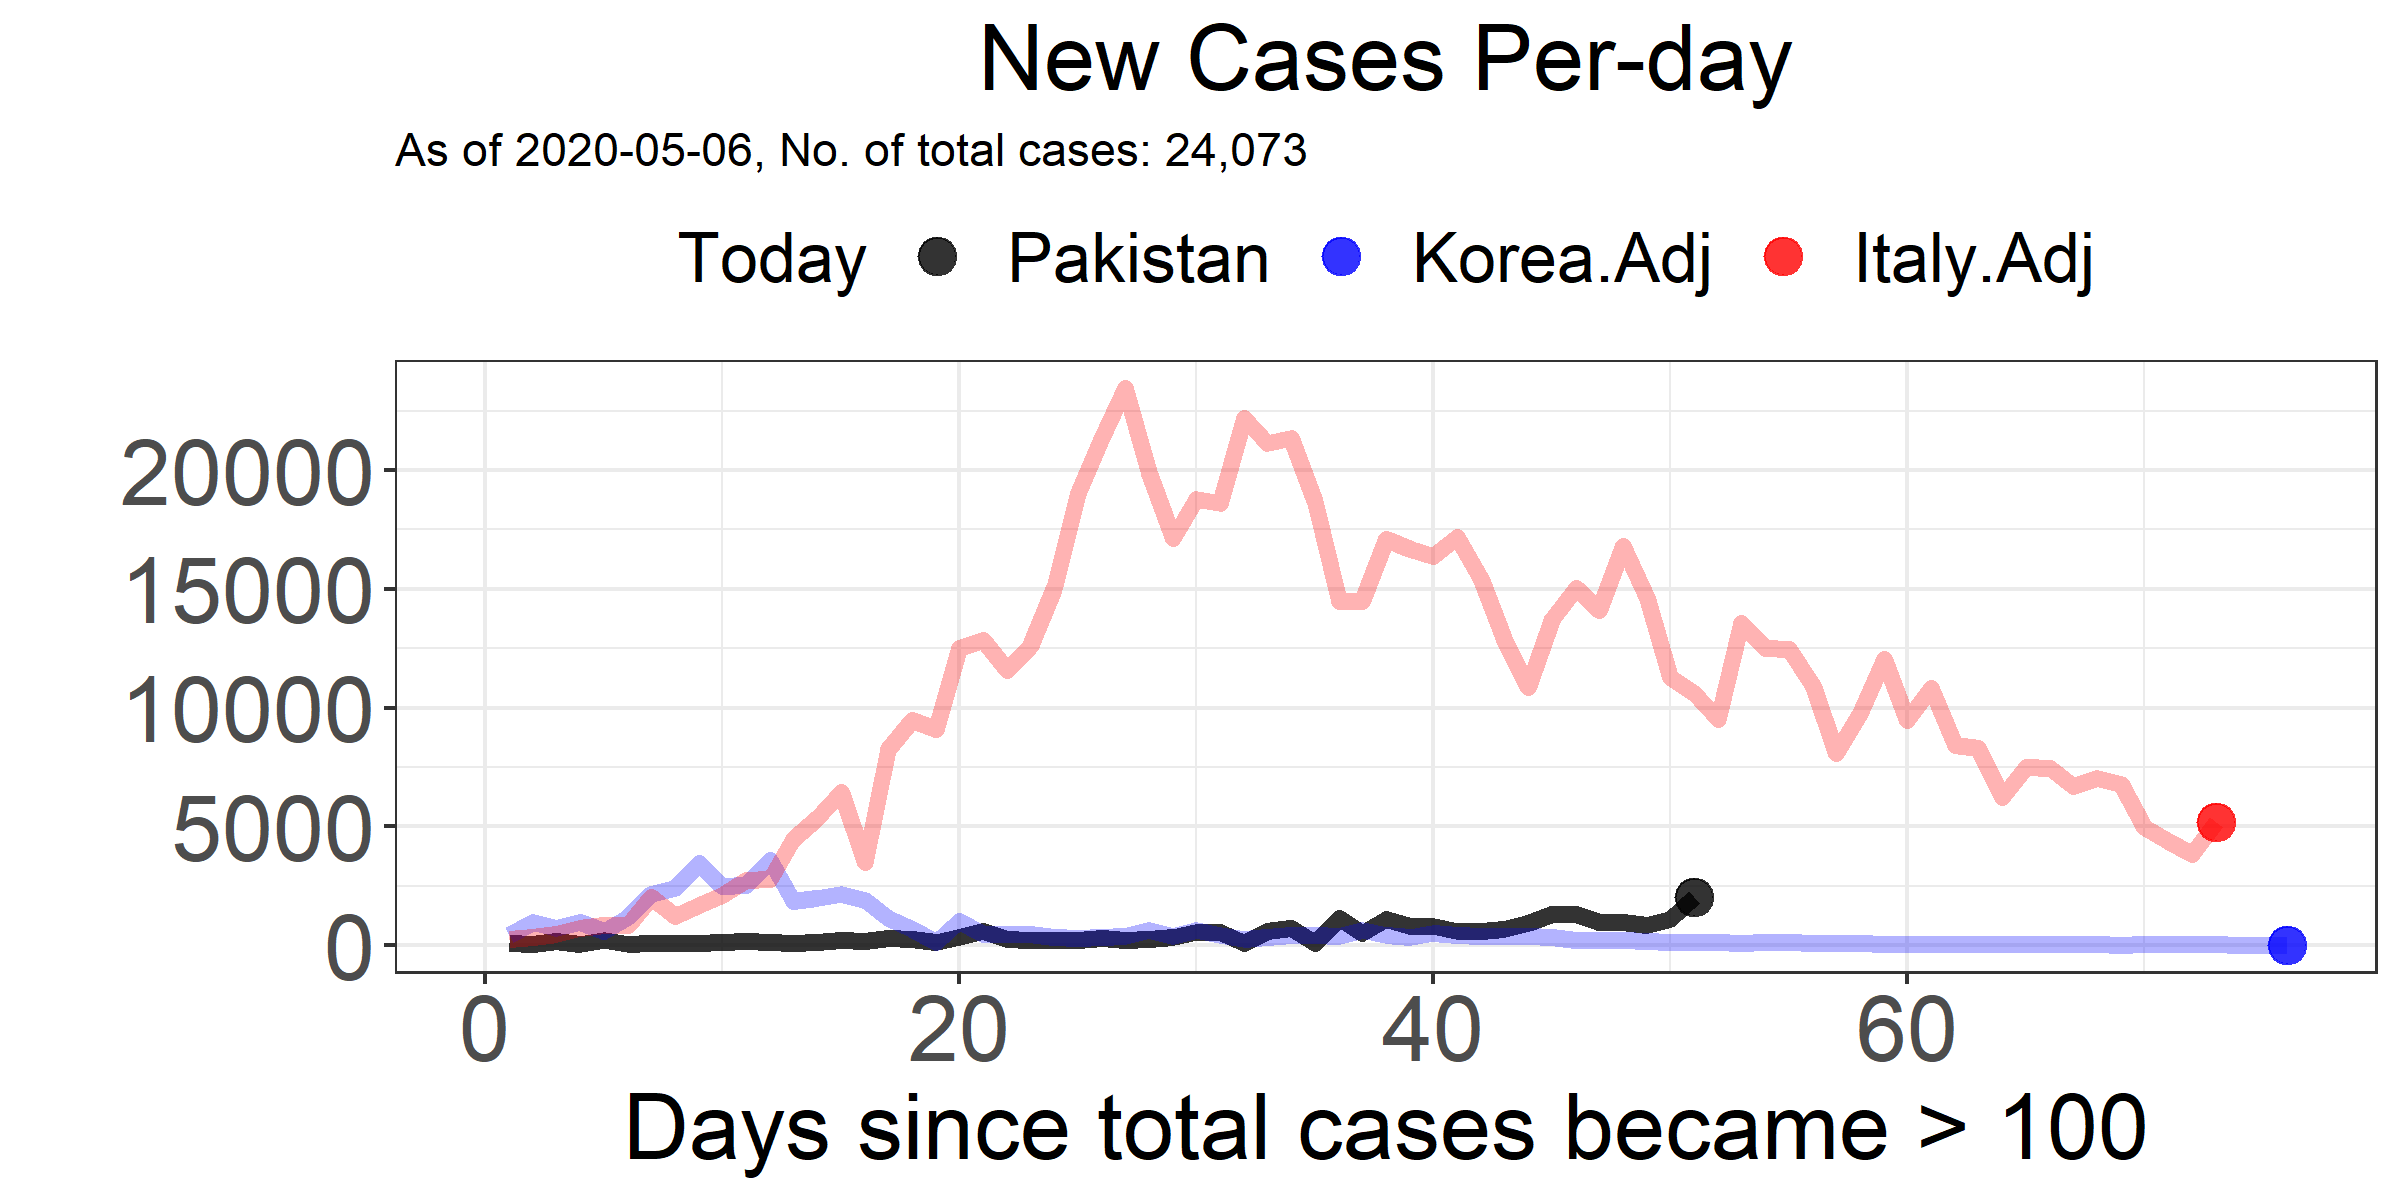 New Cases Per-day
As of 2020-05-06, No. of total cases: 24,073
Today Pakistan Korea.Adj Italy.Adj
20000
15000
10000
5000
0
0 20 40 60
Days since total cases became > 100